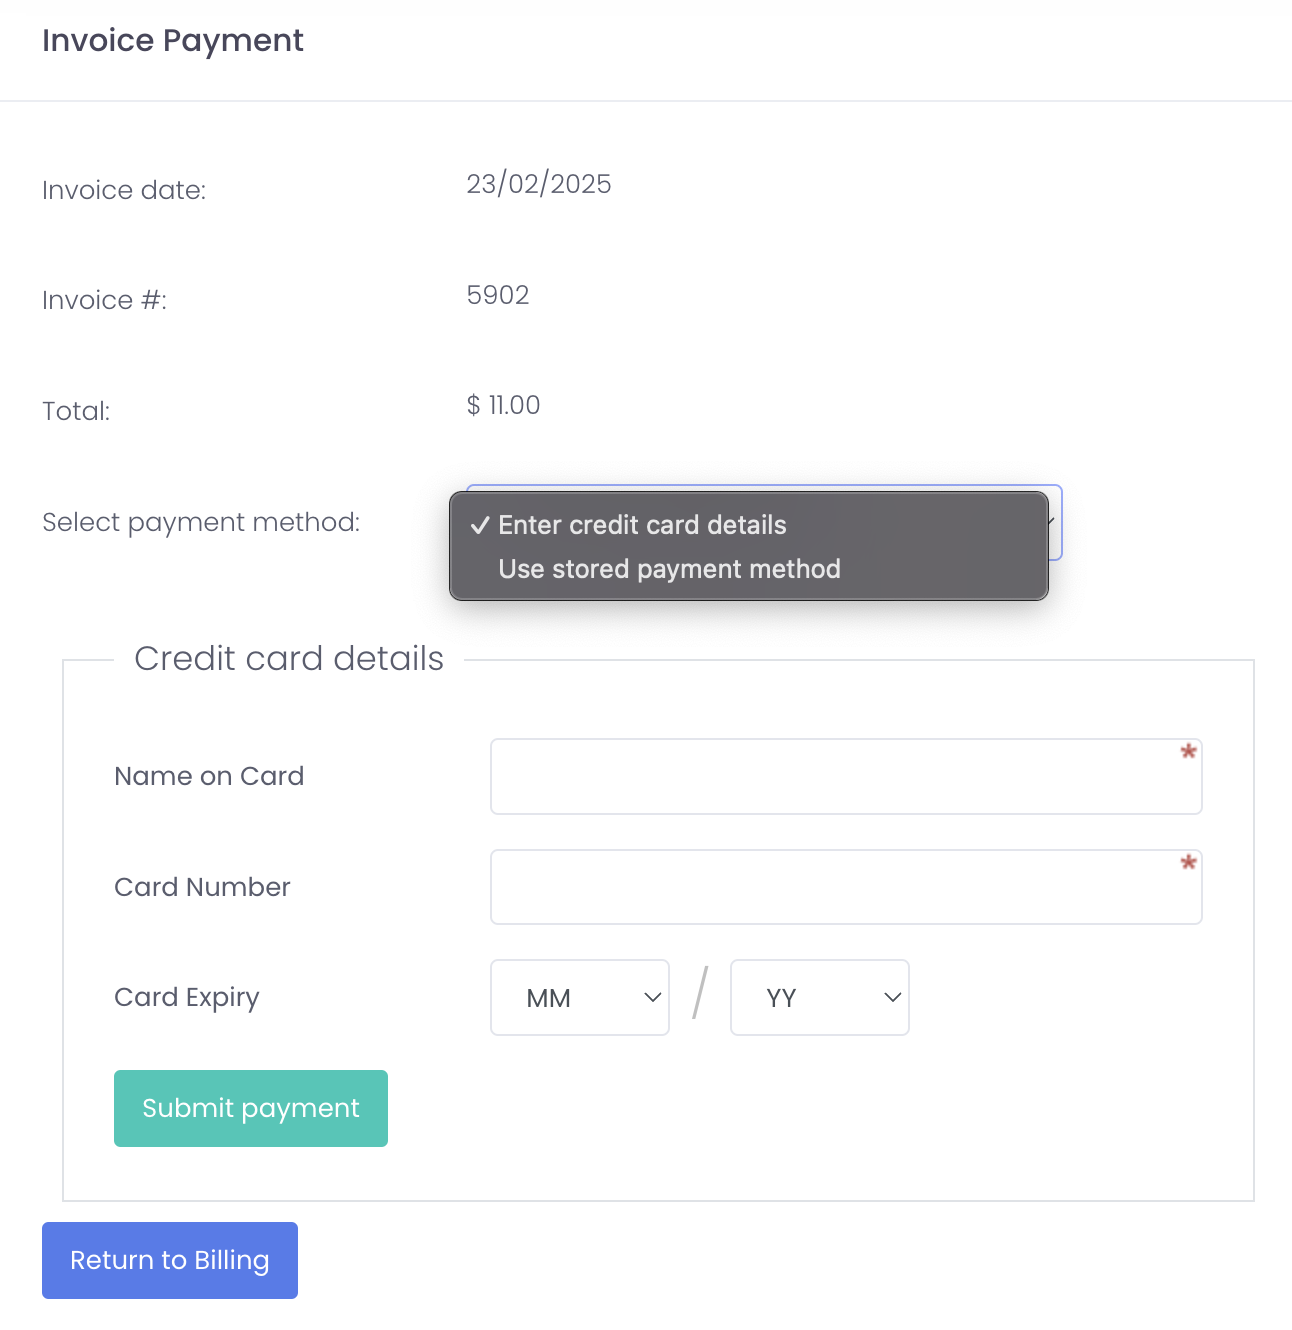 Invoice Payment
Invoice date: 23/02/2025
Invoice #: 5902
Total: $ 11.00
Select payment method: ✓ Enter credit card details
Use stored payment method
Credit card details
Name on Card *
Card Number *
Card Expiry MM / YY
Submit payment
Return to Billing